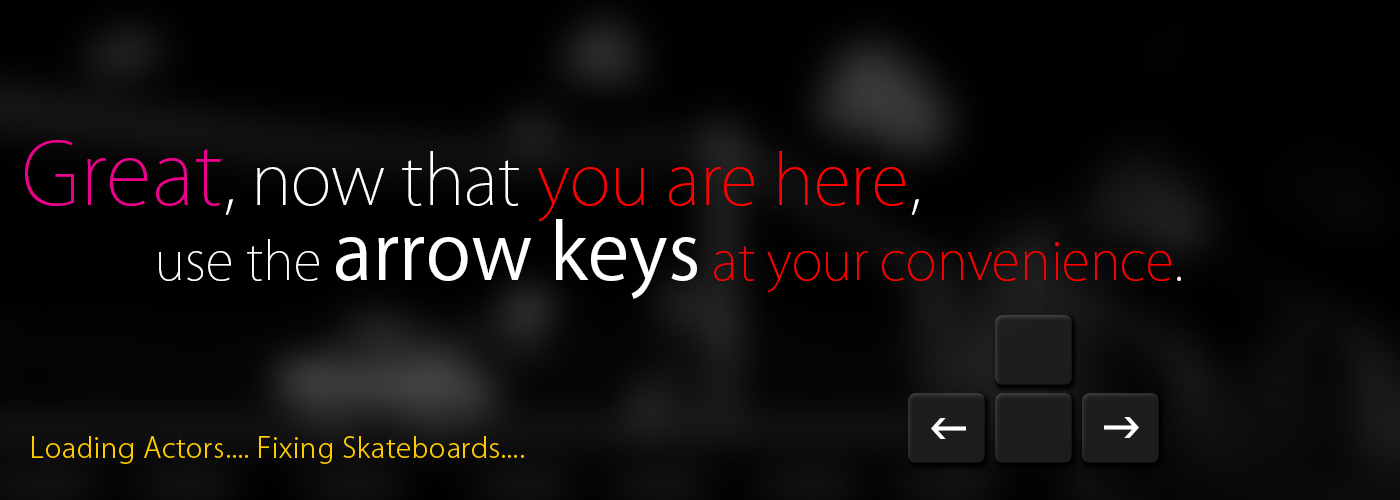 Great, now that you are here,
use the arrow keys at your convenience.
Loading Actors.... Fixing Skateboards....